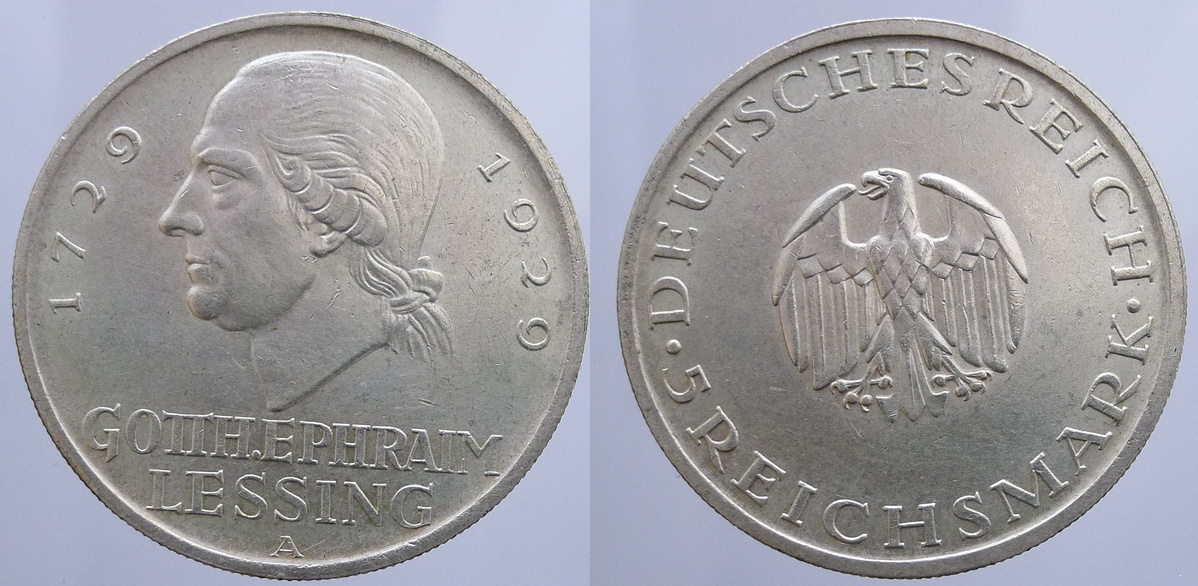 1729 1929
GOTTH.EPHRAIM
LESSING
A
DEUTSCHES REICH
· 5 REICHSMARK ·